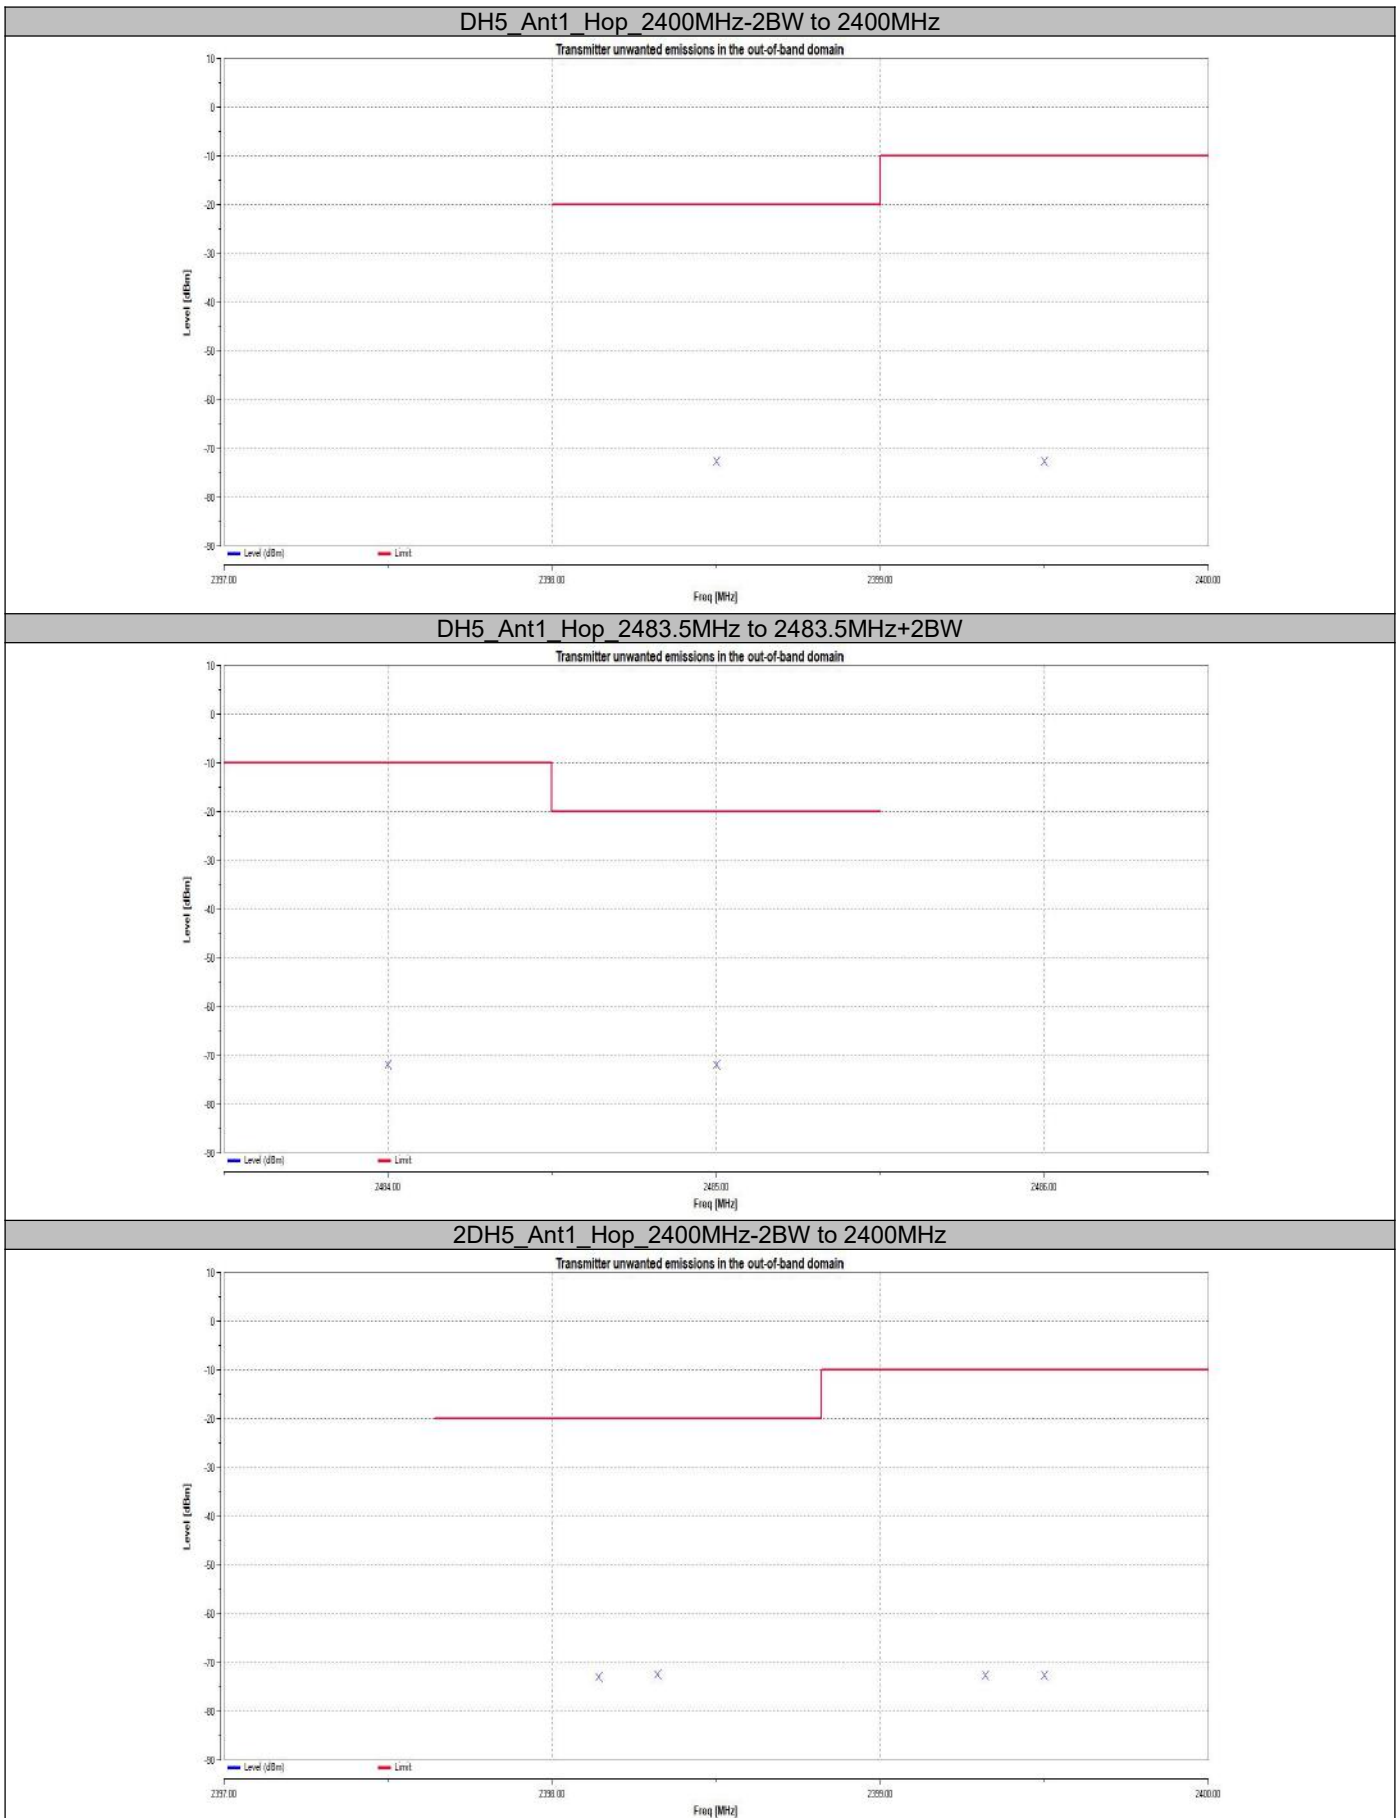 DH5_Ant1_Hop_2400MHz-2BW to 2400MHz
Transmitter unwanted emissions in the out-of-band domain
10
0
-10
-20
-30
-40
-50
-60
-70
-80
-90
Level [dBm]
Level (dBm) Limit
2397.00 2398.00 2399.00 2400.00
Freq [MHz]
DH5_Ant1_Hop_2483.5MHz to 2483.5MHz+2BW
Transmitter unwanted emissions in the out-of-band domain
10
0
-10
-20
-30
-40
-50
-60
-70
-80
-90
Level [dBm]
Level (dBm) Limit
2484.00 2485.00 2486.00
Freq [MHz]
2DH5_Ant1_Hop_2400MHz-2BW to 2400MHz
Transmitter unwanted emissions in the out-of-band domain
10
0
-10
-20
-30
-40
-50
-60
-70
-80
-90
Level [dBm]
Level (dBm) Limit
2397.00 2398.00 2399.00 2400.00
Freq [MHz]